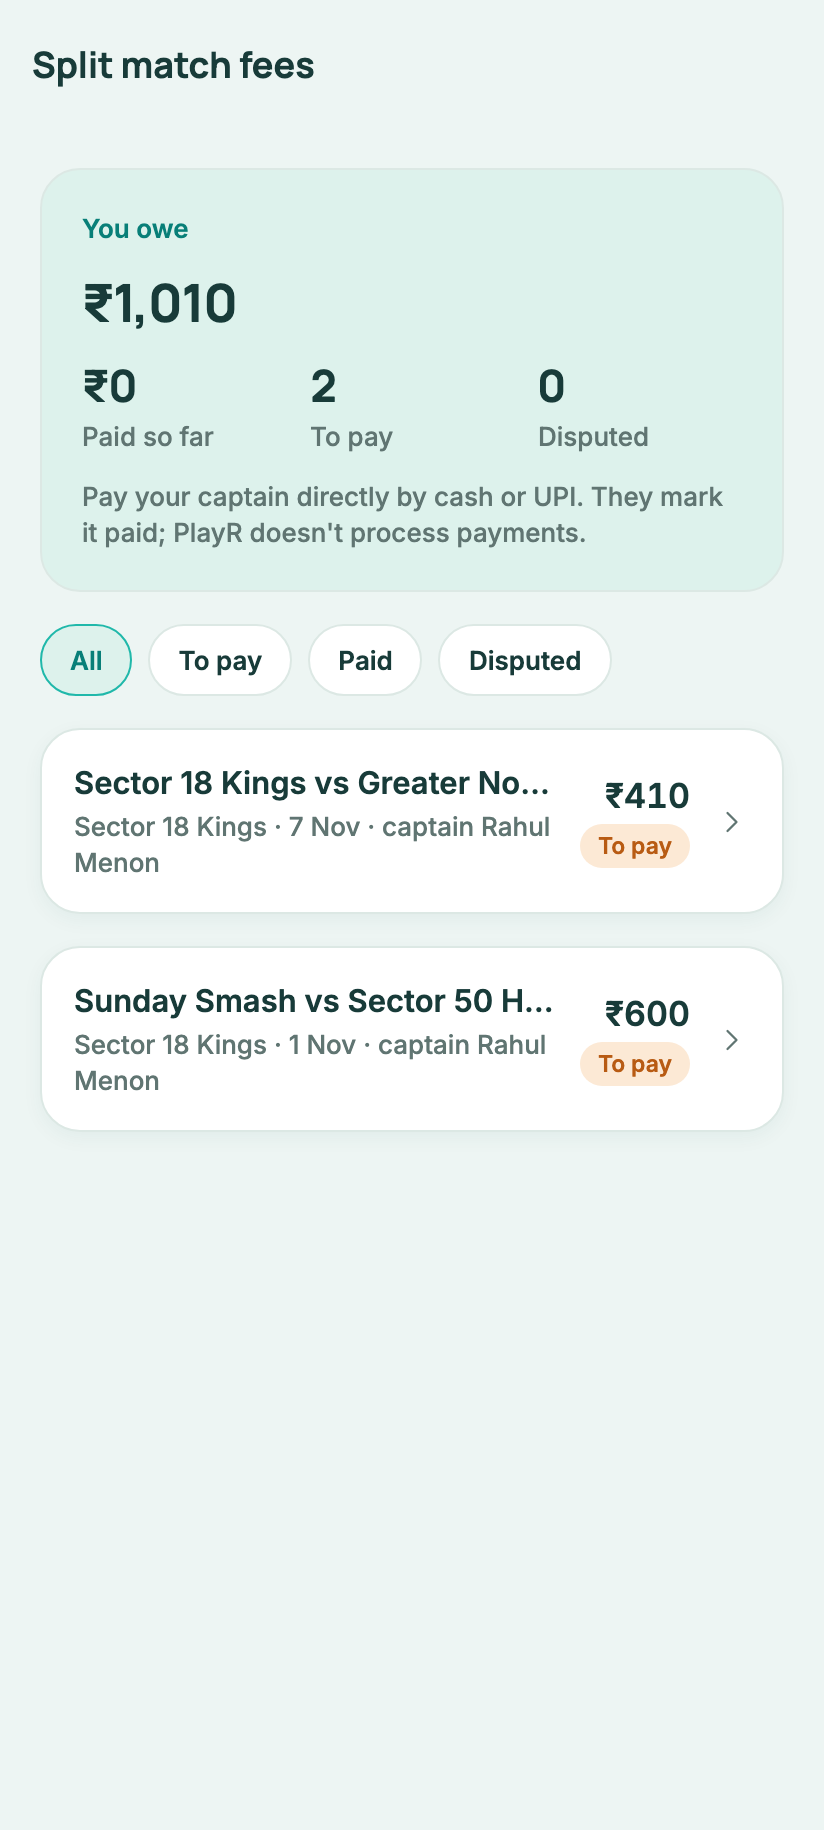 Split match fees
You owe
₹1,010
₹0
Paid so far
2
To pay
0
Disputed
Pay your captain directly by cash or UPI. They mark
it paid; PlayR doesn't process payments.
All
To pay
Paid
Disputed
Sector 18 Kings vs Greater No...
Sector 18 Kings · 7 Nov · captain Rahul
Menon
₹410
To pay
Sunday Smash vs Sector 50 H...
Sector 18 Kings · 1 Nov · captain Rahul
Menon
₹600
To pay